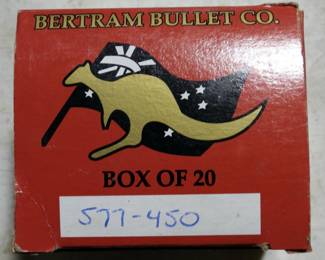 BERTRAM BULLET CO.
BOX OF 20
577-450